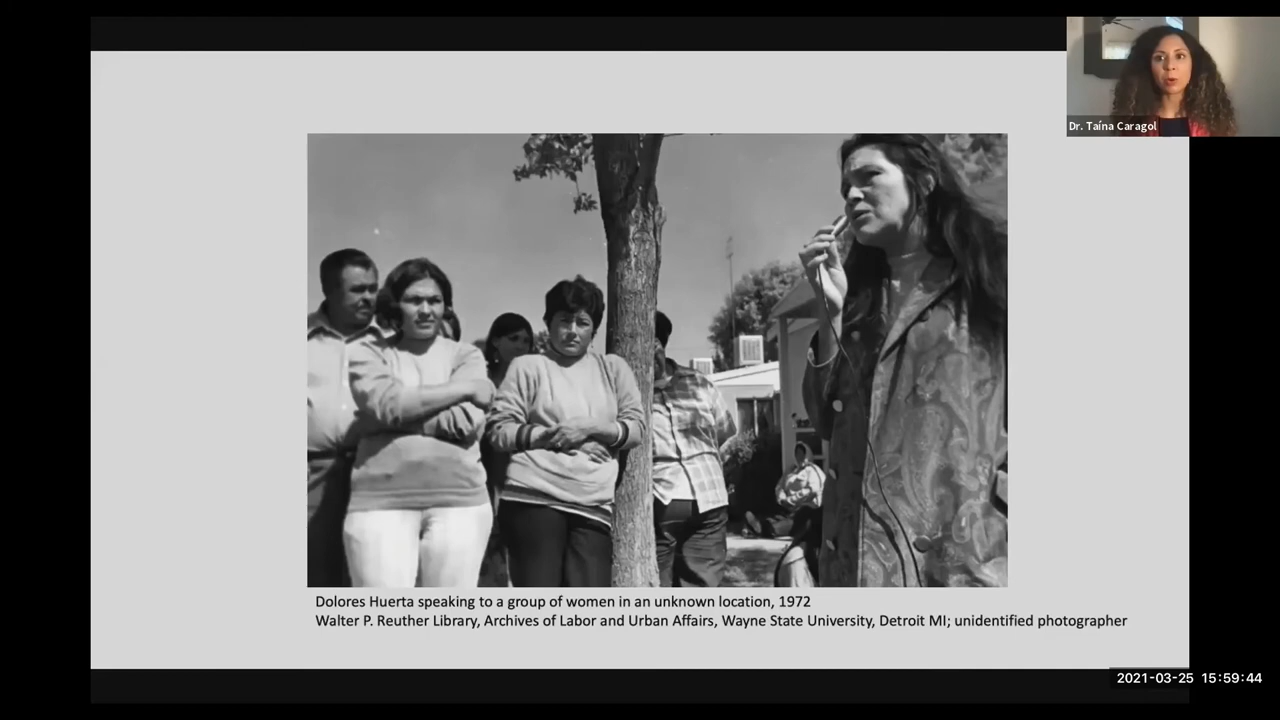 Dr. Taína Caragol
Dolores Huerta speaking to a group of women in an unknown location, 1972
Walter P. Reuther Library, Archives of Labor and Urban Affairs, Wayne State University, Detroit MI; unidentified photographer
2021-03-25 15:59:44